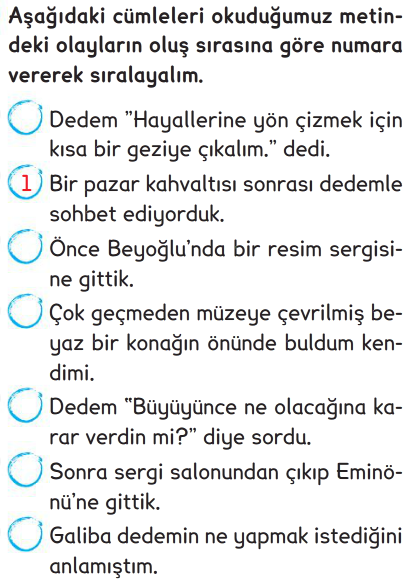 Aşağıdaki cümleleri okuduğumuz metin-
deki olayların oluş sırasına göre numara
vererek sıralayalım.
Dedem ”Hayallerine yön çizmek için
kısa bir geziye çıkalım.” dedi.
1 Bir pazar kahvaltısı sonrası dedemle
sohbet ediyorduk.
Önce Beyoğlu’nda bir resim sergisi-
ne gittik.
Çok geçmeden müzeye çevrilmiş be-
yaz bir konağın önünde buldum ken-
dimi.
Dedem “Büyüyünce ne olacağına ka-
rar verdin mi?” diye sordu.
Sonra sergi salonundan çıkıp Eminö-
nü’ne gittik.
Galiba dedemin ne yapmak istediğini
anlamıştım.